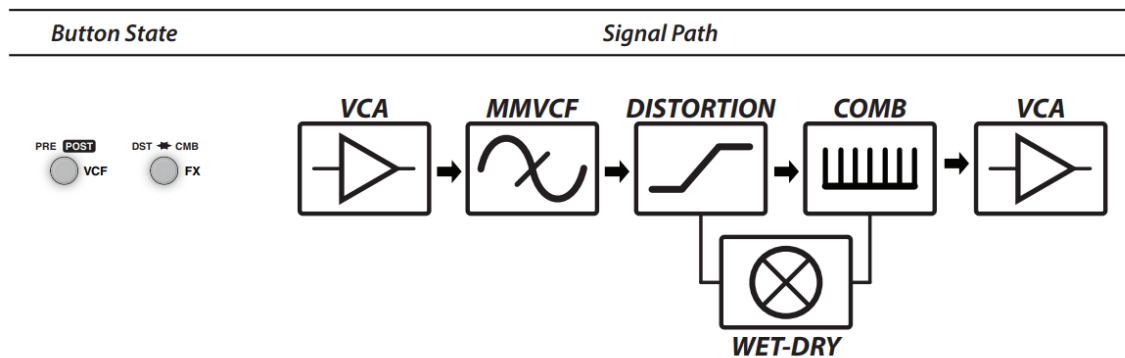 Button State Signal Path
VCA MMVCF DISTORTION COMB VCA
PRE POST DST CMB
VCF FX
WET-DRY